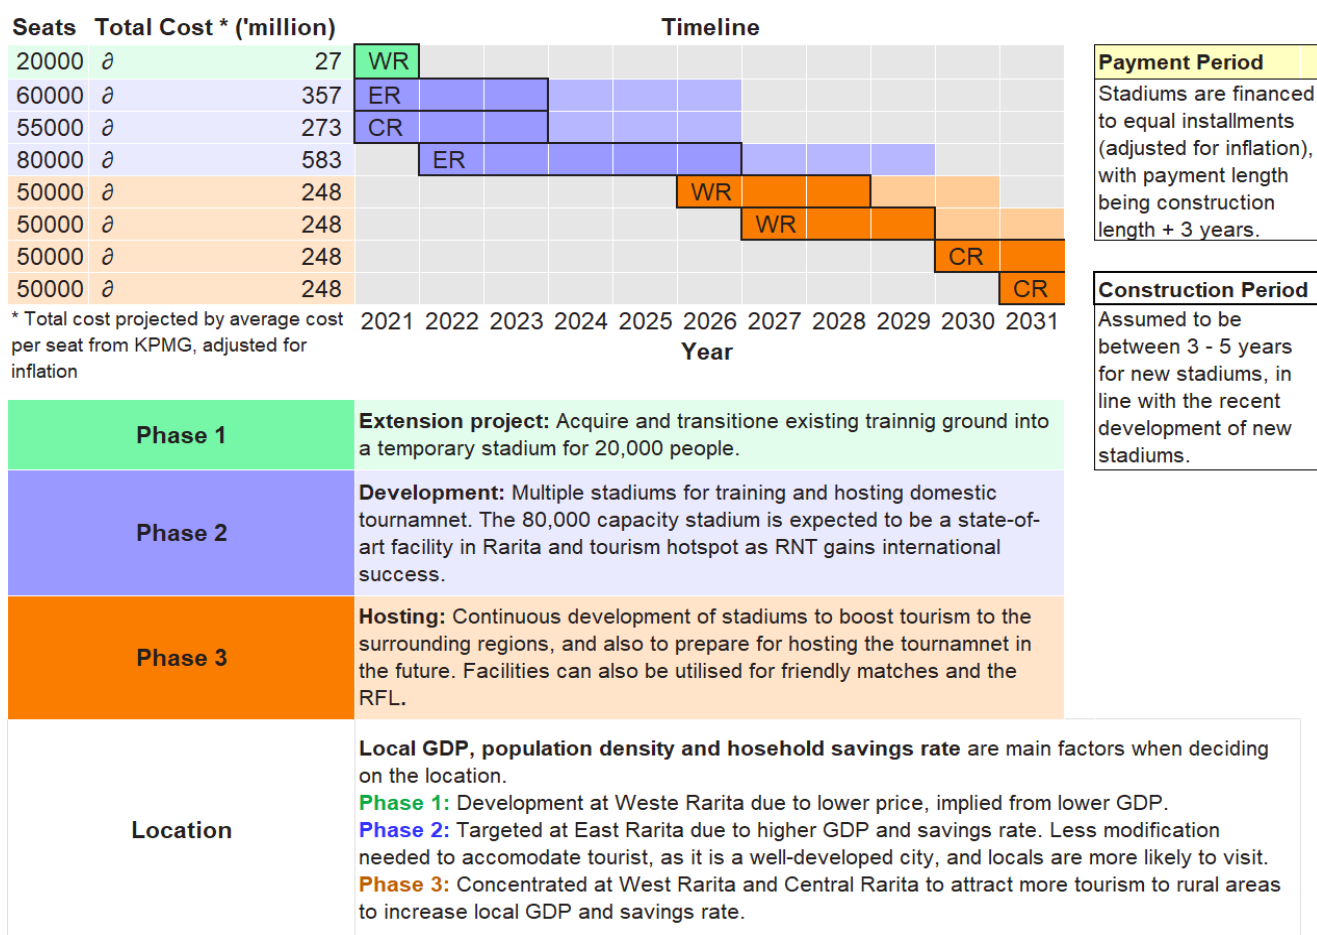 Seats Total Cost * ('million) Timeline
20000 ∂ 27 WR
60000 ∂ 357 ER
55000 ∂ 273 CR
80000 ∂ 583 ER
50000 ∂ 248 WR
50000 ∂ 248 WR
50000 ∂ 248 CR
50000 ∂ 248 CR
* Total cost projected by average cost
per seat from KPMG, adjusted for
inflation
2021 2022 2023 2024 2025 2026 2027 2028 2029 2030 2031
Year
Payment Period
Stadiums are financed
to equal installments
(adjusted for inflation),
with payment length
being construction
length + 3 years.
Construction Period
Assumed to be
between 3 - 5 years
for new stadiums, in
line with the recent
development of new
stadiums.
Phase 1
Extension project: Acquire and transitione existing trainnig ground into
a temporary stadium for 20,000 people.
Phase 2
Development: Multiple stadiums for training and hosting domestic
tournamnet. The 80,000 capacity stadium is expected to be a state-of-
art facility in Rarita and tourism hotspot as RNT gains international
success.
Phase 3
Hosting: Continuous development of stadiums to boost tourism to the
surrounding regions, and also to prepare for hosting the tournamnet in
the future. Facilities can also be utilised for friendly matches and the
RFL.
Location
Local GDP, population density and hosehold savings rate are main factors when deciding
on the location.
Phase 1: Development at Weste Rarita due to lower price, implied from lower GDP.
Phase 2: Targeted at East Rarita due to higher GDP and savings rate. Less modification
needed to accomodate tourist, as it is a well-developed city, and locals are more likely to visit.
Phase 3: Concentrated at West Rarita and Central Rarita to attract more tourism to rural areas
to increase local GDP and savings rate.